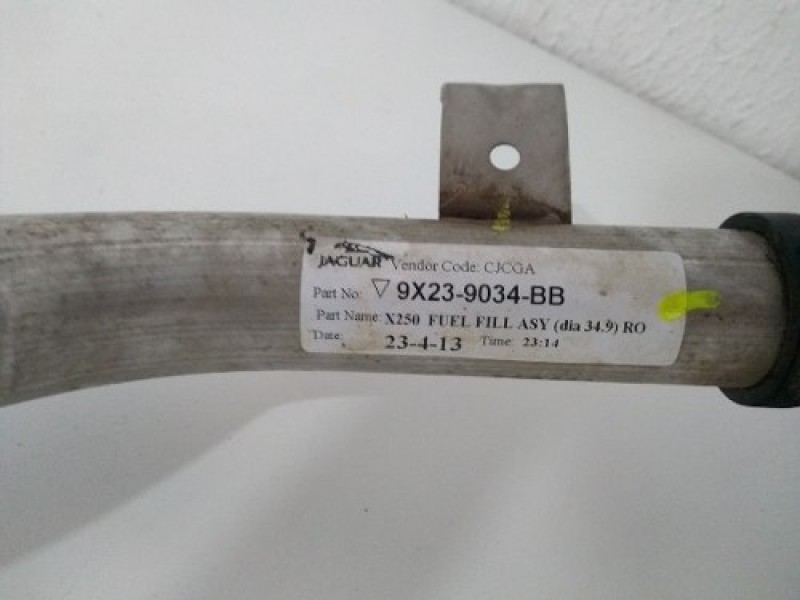 JAGUAR Vendor Code: CJCGA
Part No: ▽ 9X23-9034-BB
Part Name: X250 FUEL FILL ASY (dia 34.9) RO
Date: 23-4-13 Time: 23:14